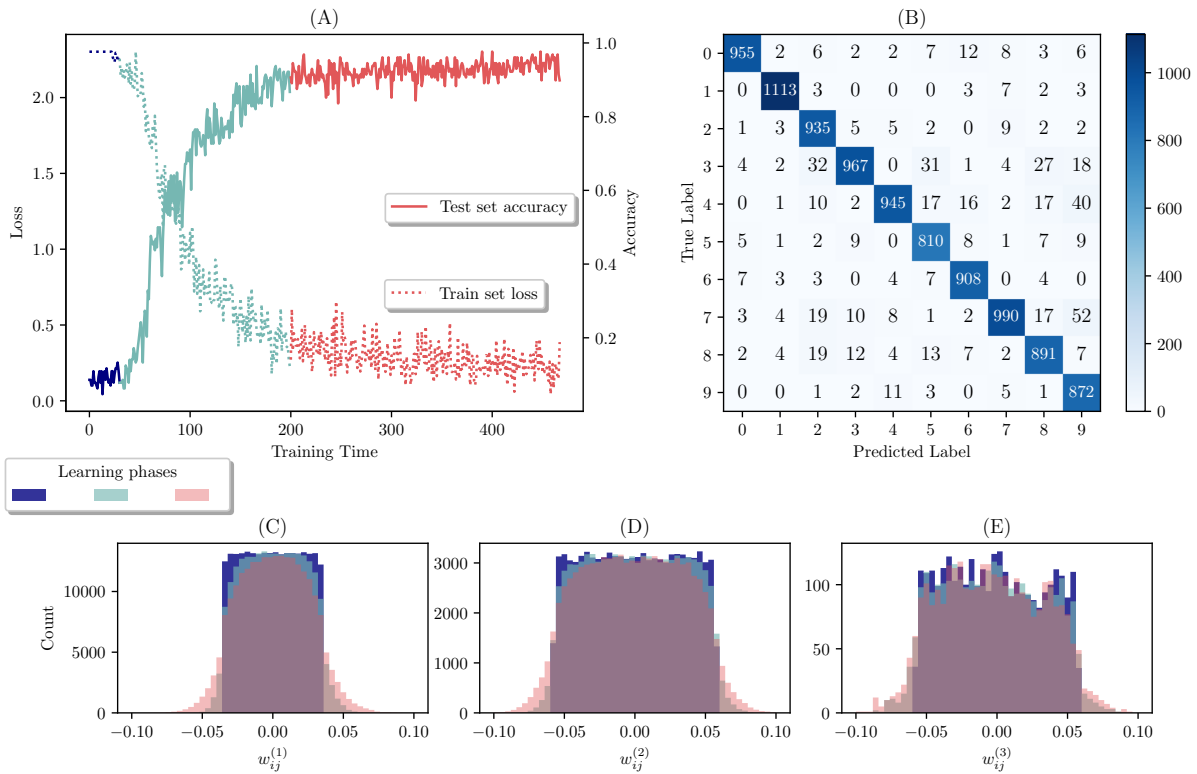 (A)
2.0
1.5
1.0
0.5
0.0
Loss
1.0
0.8
0.6
0.4
0.2
Accuracy
Test set accuracy
Train set loss
0 100 200 300 400
Training Time
(B)
0 955 2 6 2 2 7 12 8 3 6
1 0 1113 3 0 0 0 3 7 2 3
2 1 3 935 5 5 2 0 9 2 2
3 4 2 32 967 0 31 1 4 27 18
4 0 1 10 2 945 17 16 2 17 40
5 5 1 2 9 0 810 8 1 7 9
6 7 3 3 0 4 7 908 0 4 0
7 3 4 19 10 8 1 2 990 17 52
8 2 4 19 12 4 13 7 2 891 7
9 0 0 1 2 11 3 0 5 1 872
0 1 2 3 4 5 6 7 8 9
True Label
Predicted Label
1000
800
600
400
200
0
Learning phases
(C)
10000
5000
0
Count
−0.10 −0.05 0.00 0.05 0.10
w_{ij}^{(1)}
(D)
3000
2000
1000
0
−0.10 −0.05 0.00 0.05 0.10
w_{ij}^{(2)}
(E)
100
50
0
−0.10 −0.05 0.00 0.05 0.10
w_{ij}^{(3)}